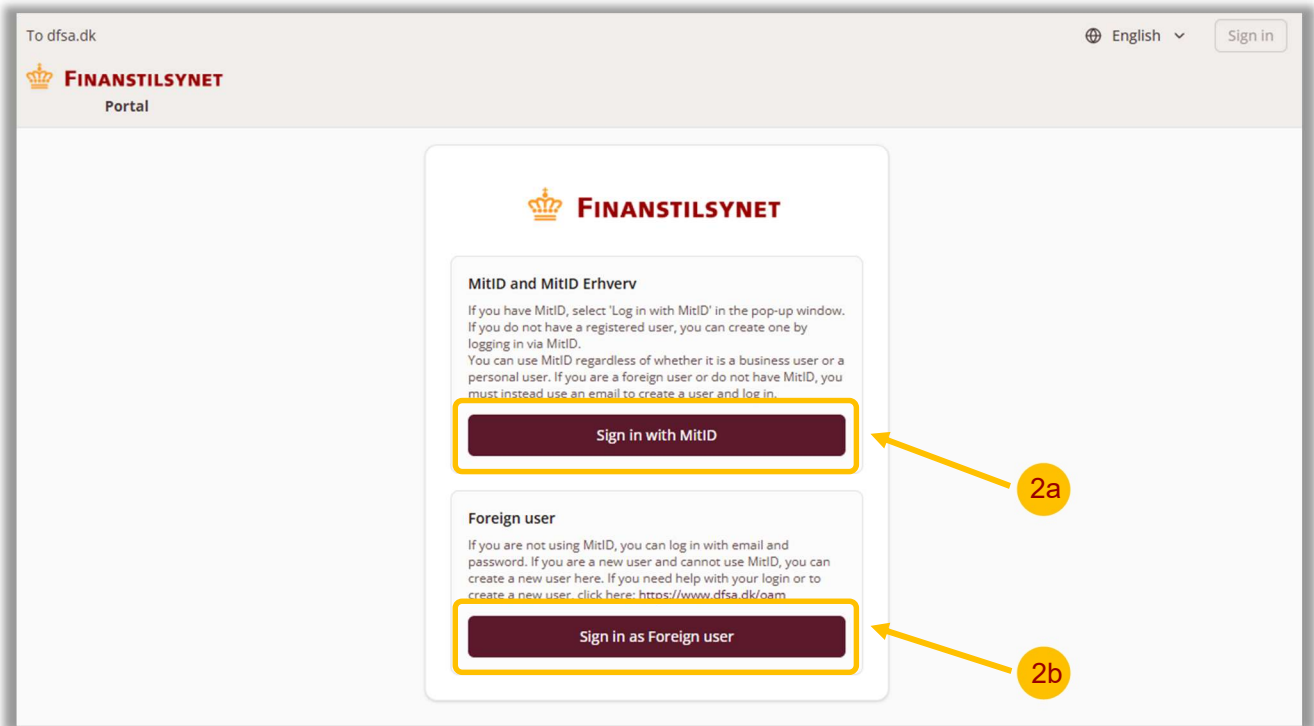 To dfsa.dk
English
Sign in
FINANSTILSYNET
Portal
FINANSTILSYNET
MitID and MitID Erhverv
If you have MitID, select 'Log in with MitID' in the pop-up window.
If you do not have a registered user, you can create one by
logging in via MitID.
You can use MitID regardless of whether it is a business user or a
personal user. If you are a foreign user or do not have MitID, you
must instead use an email to create a user and log in.
Sign in with MitID
2a
Foreign user
If you are not using MitID, you can log in with email and
password. If you are a new user and cannot use MitID, you can
create a new user here. If you need help with your login or to
create a new user, click here: https://www.dfsa.dk/oam
Sign in as Foreign user
2b